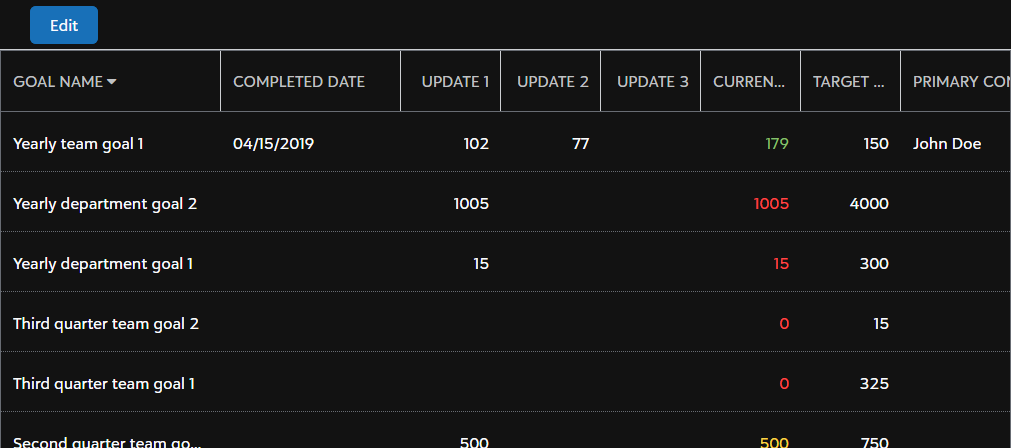 Edit
GOAL NAME COMPLETED DATE UPDATE 1 UPDATE 2 UPDATE 3 CURREN... TARGET ... PRIMARY CON
Yearly team goal 1 04/15/2019 102 77 179 150 John Doe
Yearly department goal 2 1005 1005 4000
Yearly department goal 1 15 15 300
Third quarter team goal 2 0 15
Third quarter team goal 1 0 325
Second quarter team go... 500 500 750